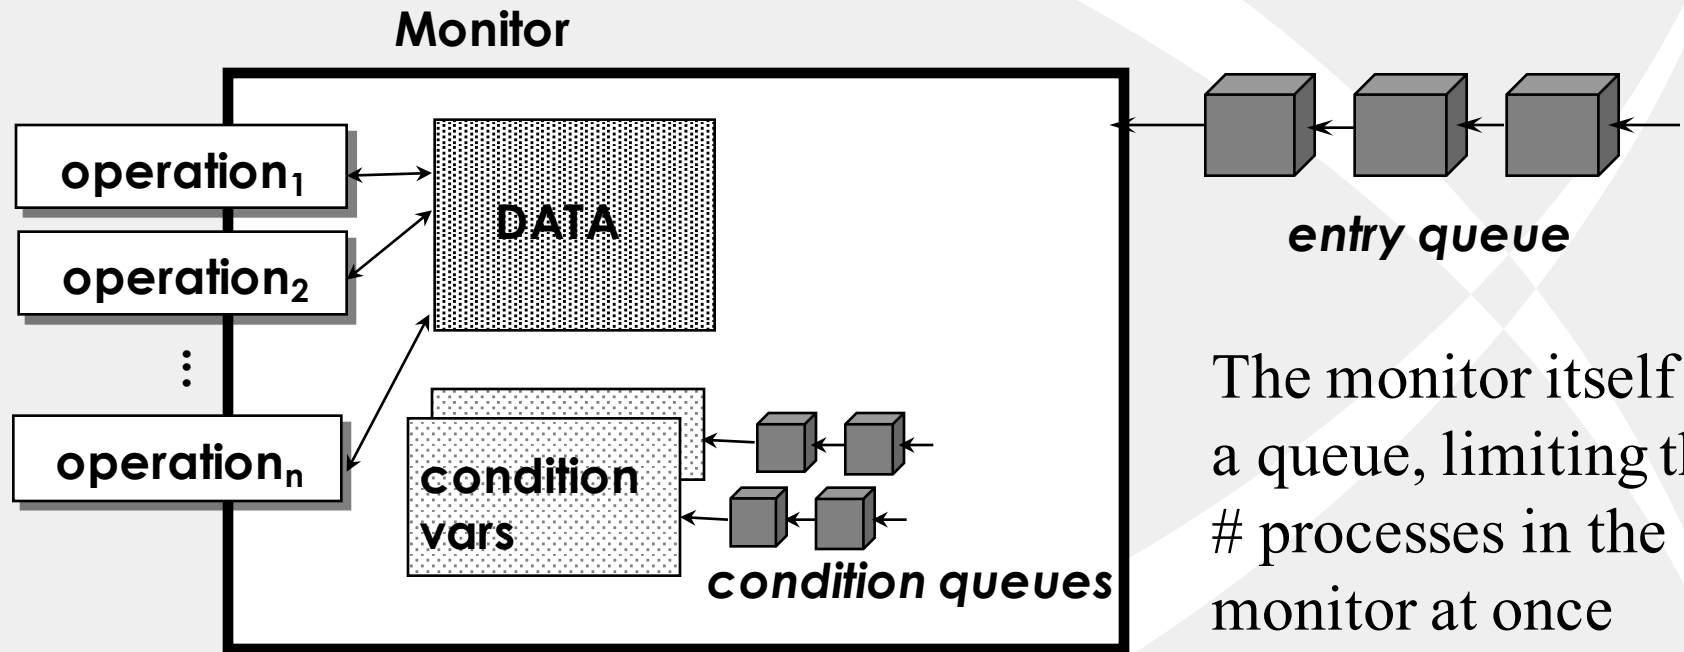 Monitor
operation₁
operation₂
⋮
operationₙ
DATA
condition
vars
condition queues
entry queue
The monitor itself
a queue, limiting
# processes in the
monitor at once